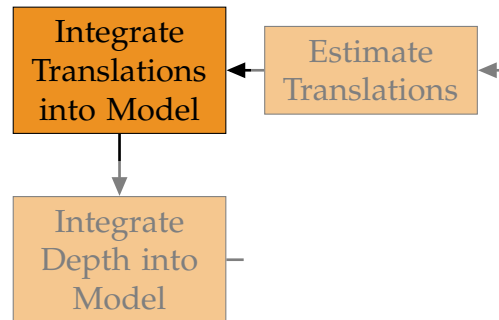 Integrate
Translations
into Model
Estimate
Translations
Integrate
Depth into
Model